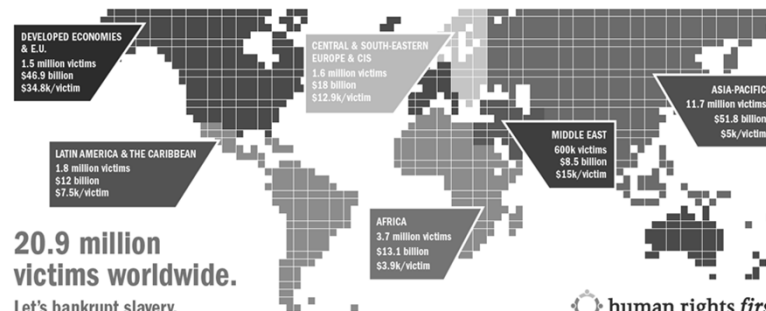 DEVELOPED ECONOMIES
& E.U.
1.5 million victims
$46.9 billion
$34.8k/victim
CENTRAL & SOUTH-EASTERN
EUROPE & CIS
1.6 million victims
$18 billion
$12.9k/victim
ASIA-PACIFIC
11.7 million victims
$51.8 billion
$5k/victim
MIDDLE EAST
600k victims
$8.5 billion
$15k/victim
LATIN AMERICA & THE CARIBBEAN
1.8 million victims
$12 billion
$7.5k/victim
AFRICA
3.7 million victims
$13.1 billion
$3.9k/victim
20.9 million
victims worldwide.
Let's bankrupt slavery.
human rights firs